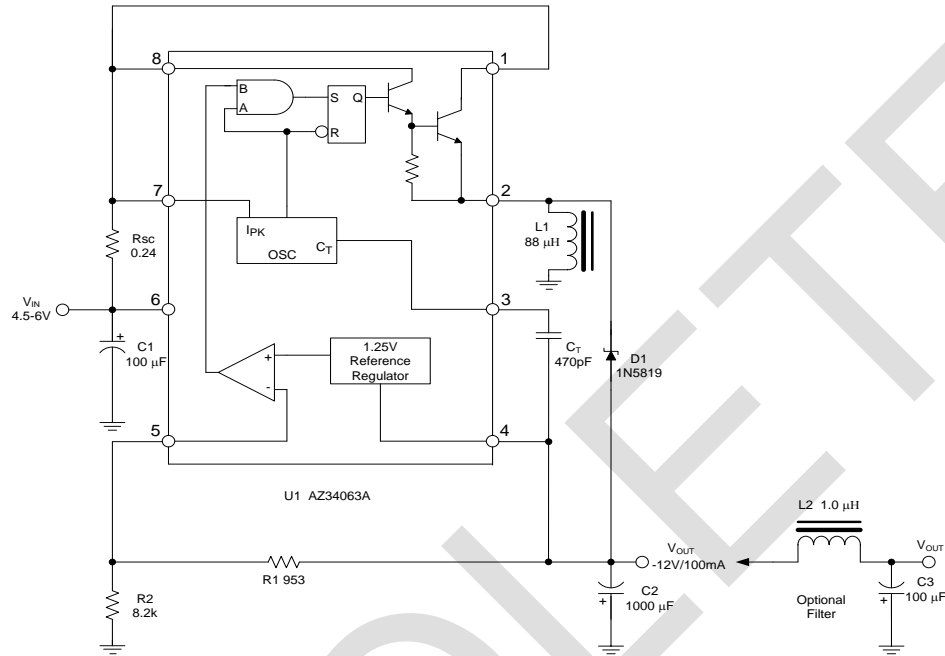 8
1
B
A
S
Q
R
7
2
IPK
OSC
CT
L1
88 µH
Rsc
0.24
VIN
4.5-6V
6
3
C1
100 µF
+
CT
470pF
1.25V
Reference
Regulator
+
-
D1
1N5819
5
4
U1 AZ34063A
L2 1.0 µH
VOUT
-12V/100mA
VOUT
R1 953
R2
8.2k
C2
1000 µF
+
Optional
Filter
C3
100 µF
+
OLETE